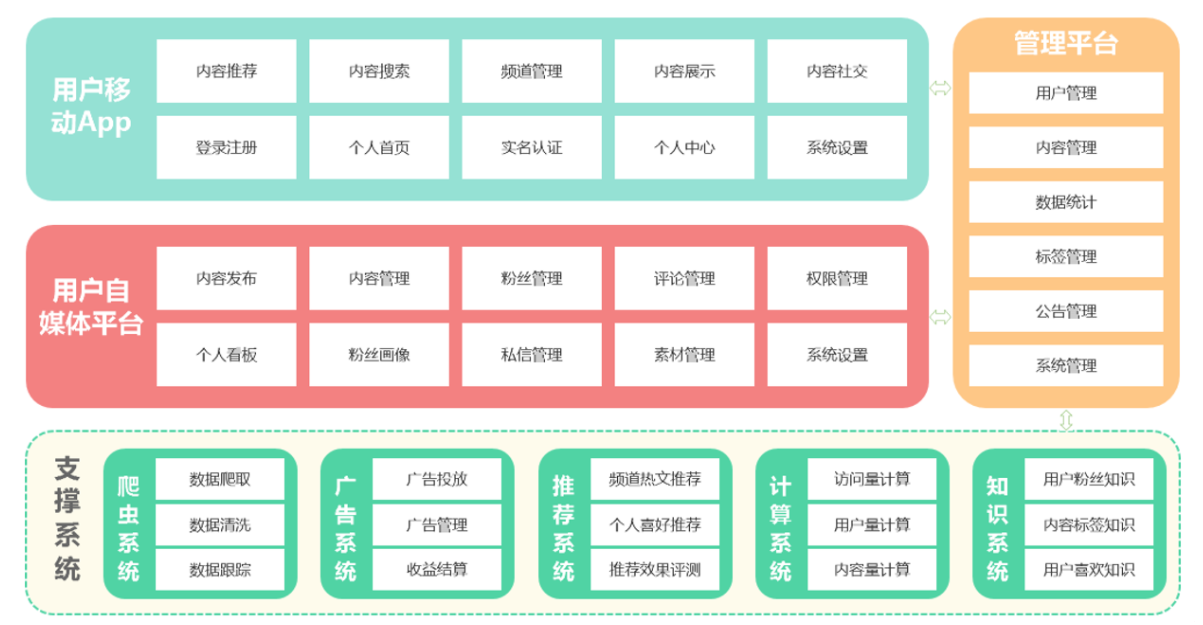 用户移
动App
内容推荐
内容搜索
频道管理
内容展示
内容社交
登录注册
个人首页
实名认证
个人中心
系统设置
用户自
媒体平台
内容发布
内容管理
粉丝管理
评论管理
权限管理
个人看板
粉丝画像
私信管理
素材管理
系统设置
管理平台
用户管理
内容管理
数据统计
标签管理
公告管理
系统管理
支撑系统
爬虫系统
数据爬取
数据清洗
数据跟踪
广告系统
广告投放
广告管理
收益结算
推荐系统
频道热文推荐
个人喜好推荐
推荐效果评测
计算系统
访问量计算
用户量计算
内容量计算
知识系统
用户粉丝知识
内容标签知识
用户喜欢知识